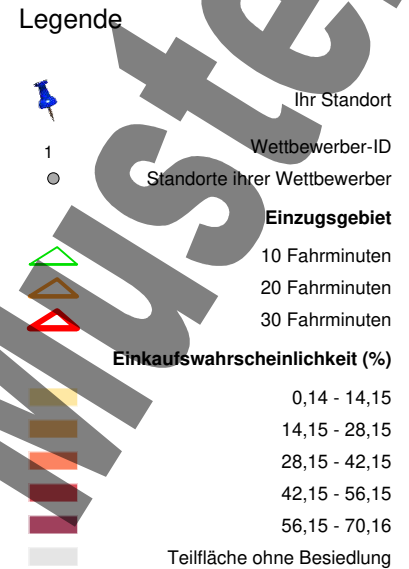 Legende
Ihr Standort
1 Wettbewerber-ID
Standorte ihrer Wettbewerber
Einzugsgebiet
10 Fahrminuten
20 Fahrminuten
30 Fahrminuten
Einkaufswahrscheinlichkeit (%)
0,14 - 14,15
14,15 - 28,15
28,15 - 42,15
42,15 - 56,15
56,15 - 70,16
Teilfläche ohne Besiedlung
Muster